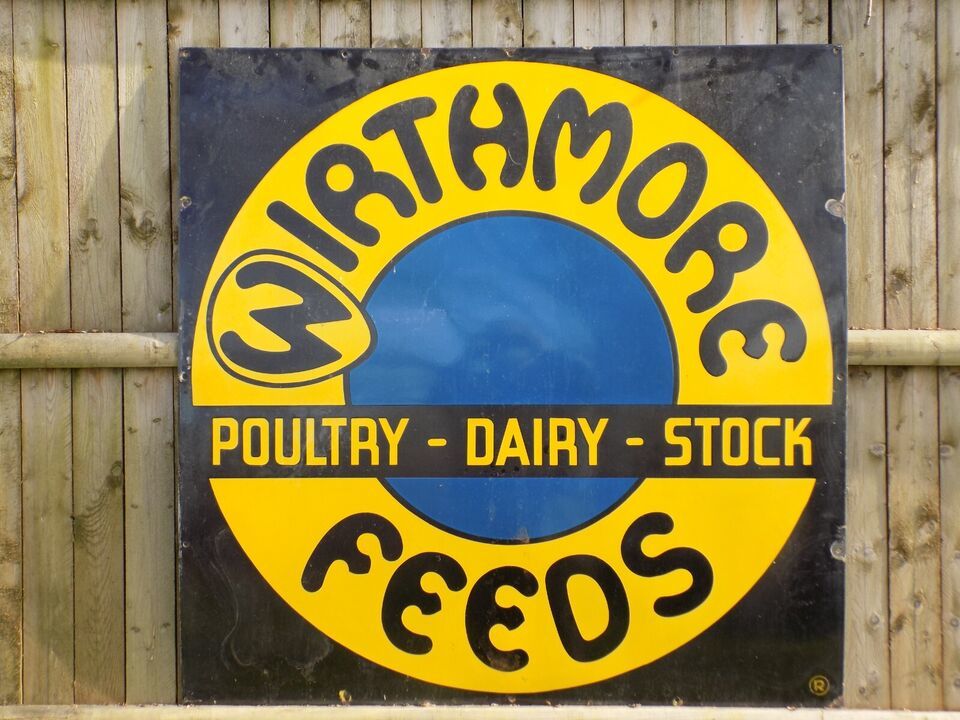 WIRTHMORE
POULTRY - DAIRY - STOCK
FEEDS
®